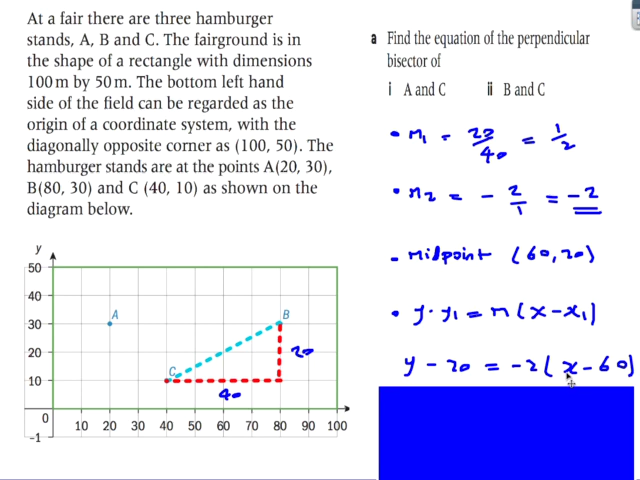 At a fair there are three hamburger
stands, A, B and C. The fairground is in
the shape of a rectangle with dimensions
100 m by 50 m. The bottom left hand
side of the field can be regarded as the
origin of a coordinate system, with the
diagonally opposite corner as (100, 50). The
hamburger stands are at the points A(20, 30),
B(80, 30) and C (40, 10) as shown on the
diagram below.
y
50
40
30
20
10
0
-1
10 20 30 40 50 60 70 80 90 100
x
A
B
C
20
40
a Find the equation of the perpendicular
bisector of
i A and C ii B and C
• m₁ = 20/40 = 1/2
• m₂ = - 2/1 = -2
- Midpoint (60, 20)
• y - y₁ = m(x - x₁)
y - 20 = -2(x - 60)